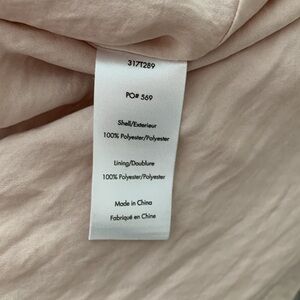 317T289
PO# 569
Shell/Exterieur
100% Polyester/Polyester
Lining/Doublure
100% Polyester/Polyester
Made in China
Fabriqué en Chine